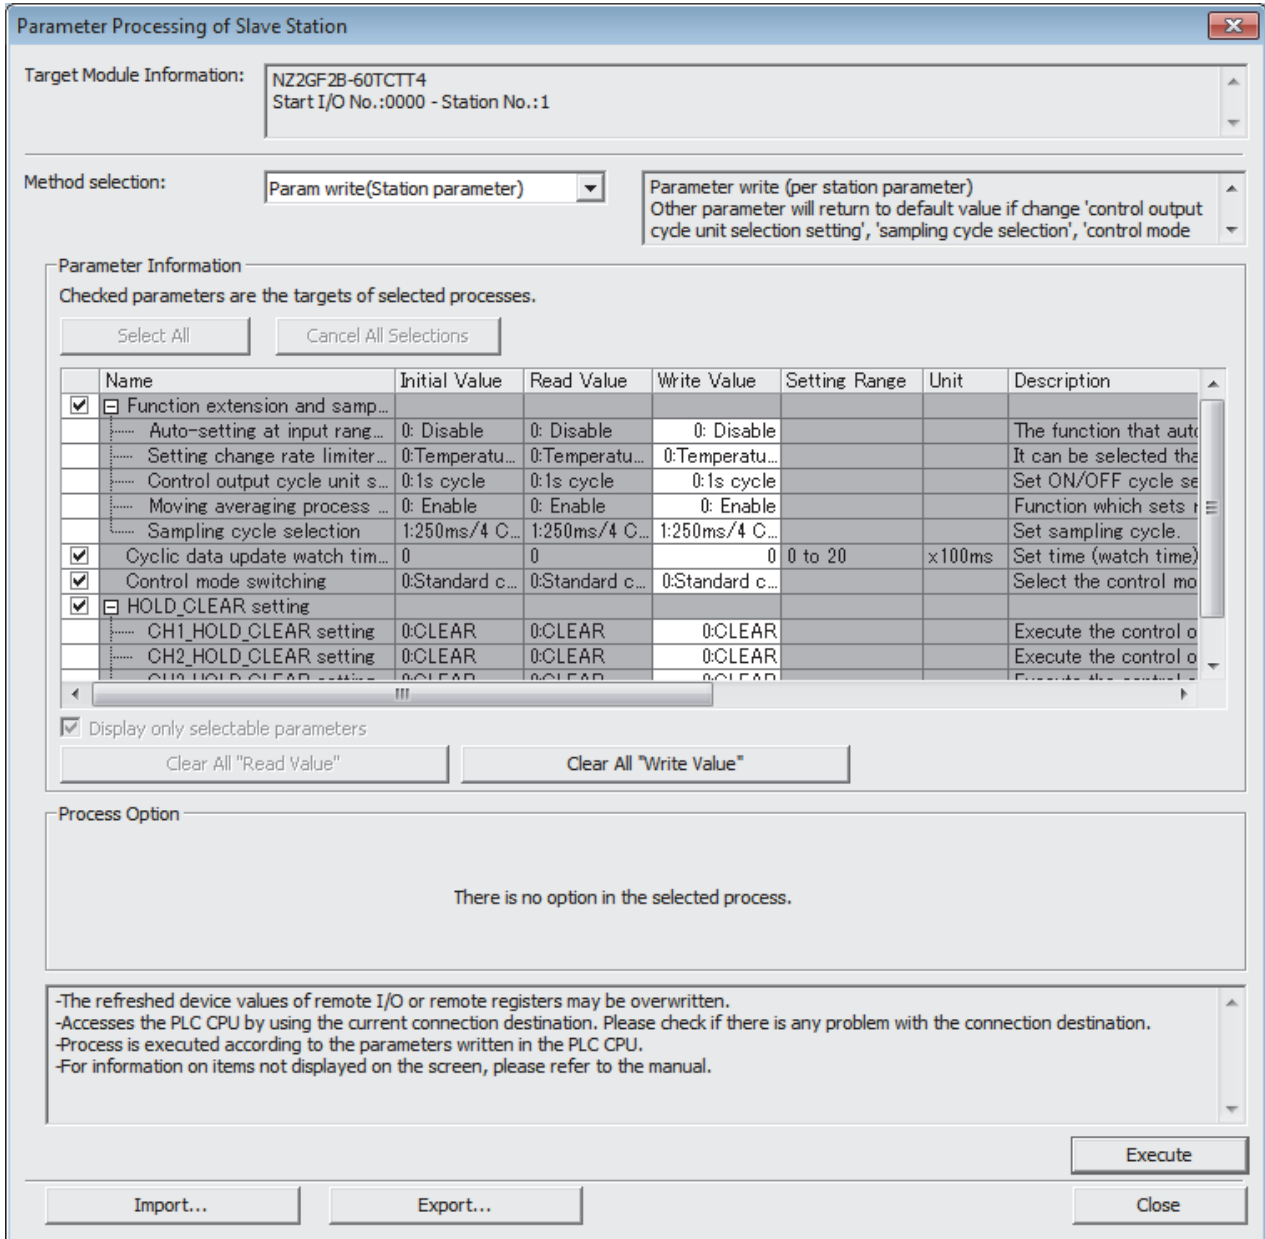 Parameter Processing of Slave Station
Target Module Information:
NZ2GF2B-60TCTT4
Start I/O No.:0000 - Station No.:1
Method selection:
Param write(Station parameter)
Parameter write (per station parameter)
Other parameter will return to default value if change 'control output
cycle unit selection setting', 'sampling cycle selection', 'control mode
Parameter Information
Checked parameters are the targets of selected processes.
Select All Cancel All Selections
Name Initial Value Read Value Write Value Setting Range Unit Description
Function extension and samp...
Auto-setting at input rang... 0: Disable 0: Disable 0: Disable The function that auto
Setting change rate limiter... 0:Temperatu... 0:Temperatu... 0:Temperatu... It can be selected tha
Control output cycle unit s... 0:1s cycle 0:1s cycle 0:1s cycle Set ON/OFF cycle se
Moving averaging process ... 0: Enable 0: Enable 0: Enable Function which sets
Sampling cycle selection 1:250ms/4 C... 1:250ms/4 C... 1:250ms/4 C... Set sampling cycle.
Cyclic data update watch tim... 0 0 0 0 to 20 x100ms Set time (watch time)
Control mode switching 0:Standard c... 0:Standard c... 0:Standard c... Select the control mo
HOLD_CLEAR setting
CH1_HOLD_CLEAR setting 0:CLEAR 0:CLEAR 0:CLEAR Execute the control o
CH2_HOLD_CLEAR setting 0:CLEAR 0:CLEAR 0:CLEAR Execute the control o
Display only selectable parameters
Clear All "Read Value" Clear All "Write Value"
Process Option
There is no option in the selected process.
-The refreshed device values of remote I/O or remote registers may be overwritten.
-Accesses the PLC CPU by using the current connection destination. Please check if there is any problem with the connection destination.
-Process is executed according to the parameters written in the PLC CPU.
-For information on items not displayed on the screen, please refer to the manual.
Execute
Import... Export... Close